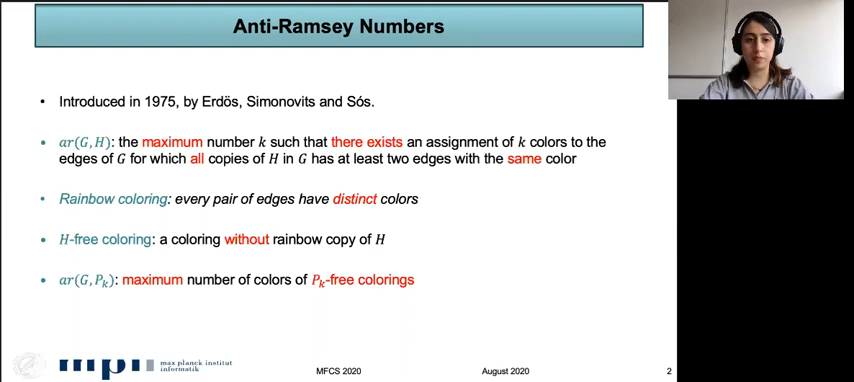 Anti-Ramsey Numbers
• Introduced in 1975, by Erdös, Simonovits and Sós.
• ar(G, H): the maximum number k such that there exists an assignment of k colors to the
edges of G for which all copies of H in G has at least two edges with the same color
• Rainbow coloring: every pair of edges have distinct colors
• H-free coloring: a coloring without rainbow copy of H
• ar(G, Pₖ): maximum number of colors of Pₖ-free colorings
mpii max planck institut
informatik
MFCS 2020
August 2020
2